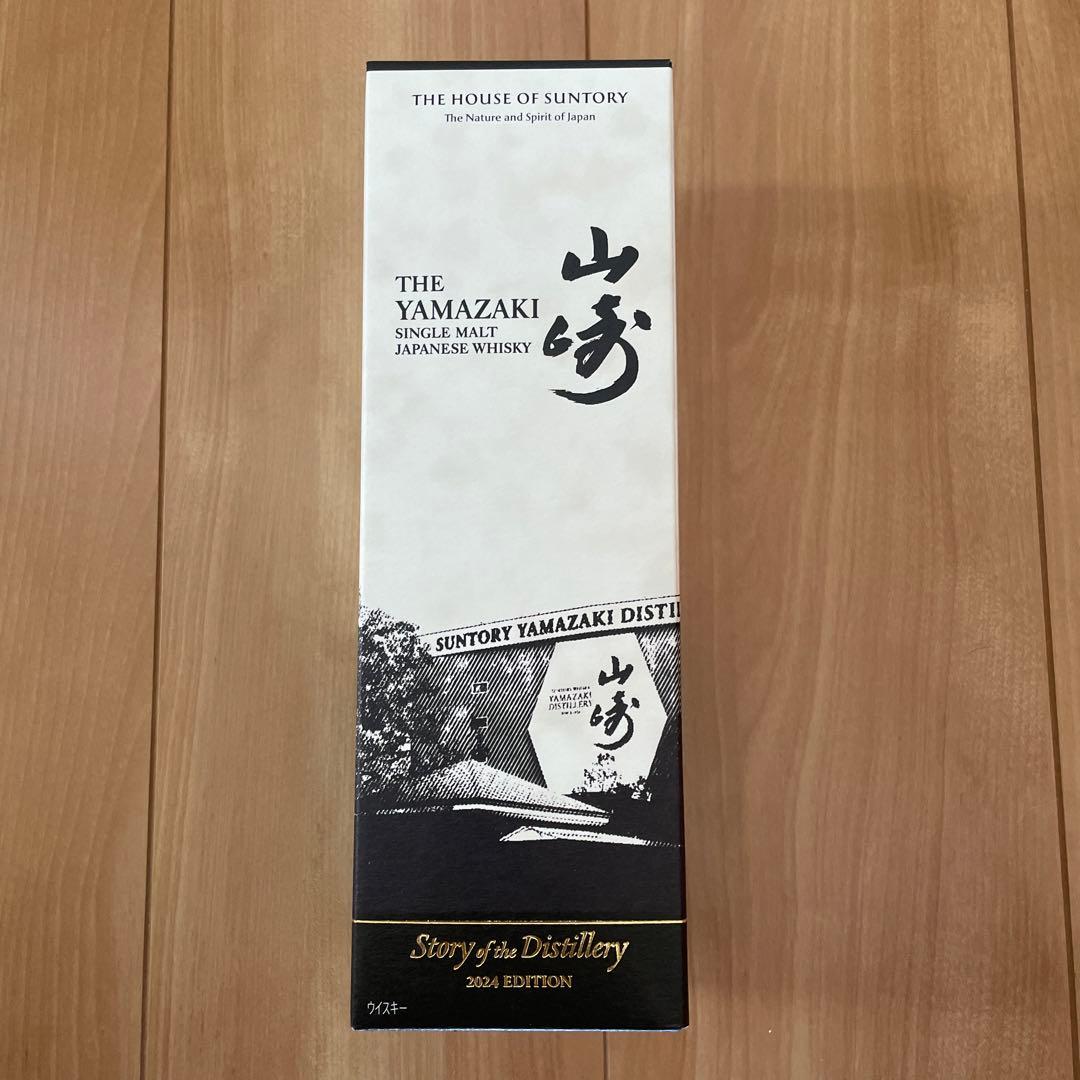 THE HOUSE OF SUNTORY
The Nature and Spirit of Japan
THE
YAMAZAKI
SINGLE MALT
JAPANESE WHISKY
山崎
SUNTORY YAMAZAKI DISTI
YAMAZAKI
DISTILLERY
山崎
Story of the Distillery
2024 EDITION
ウイスキー